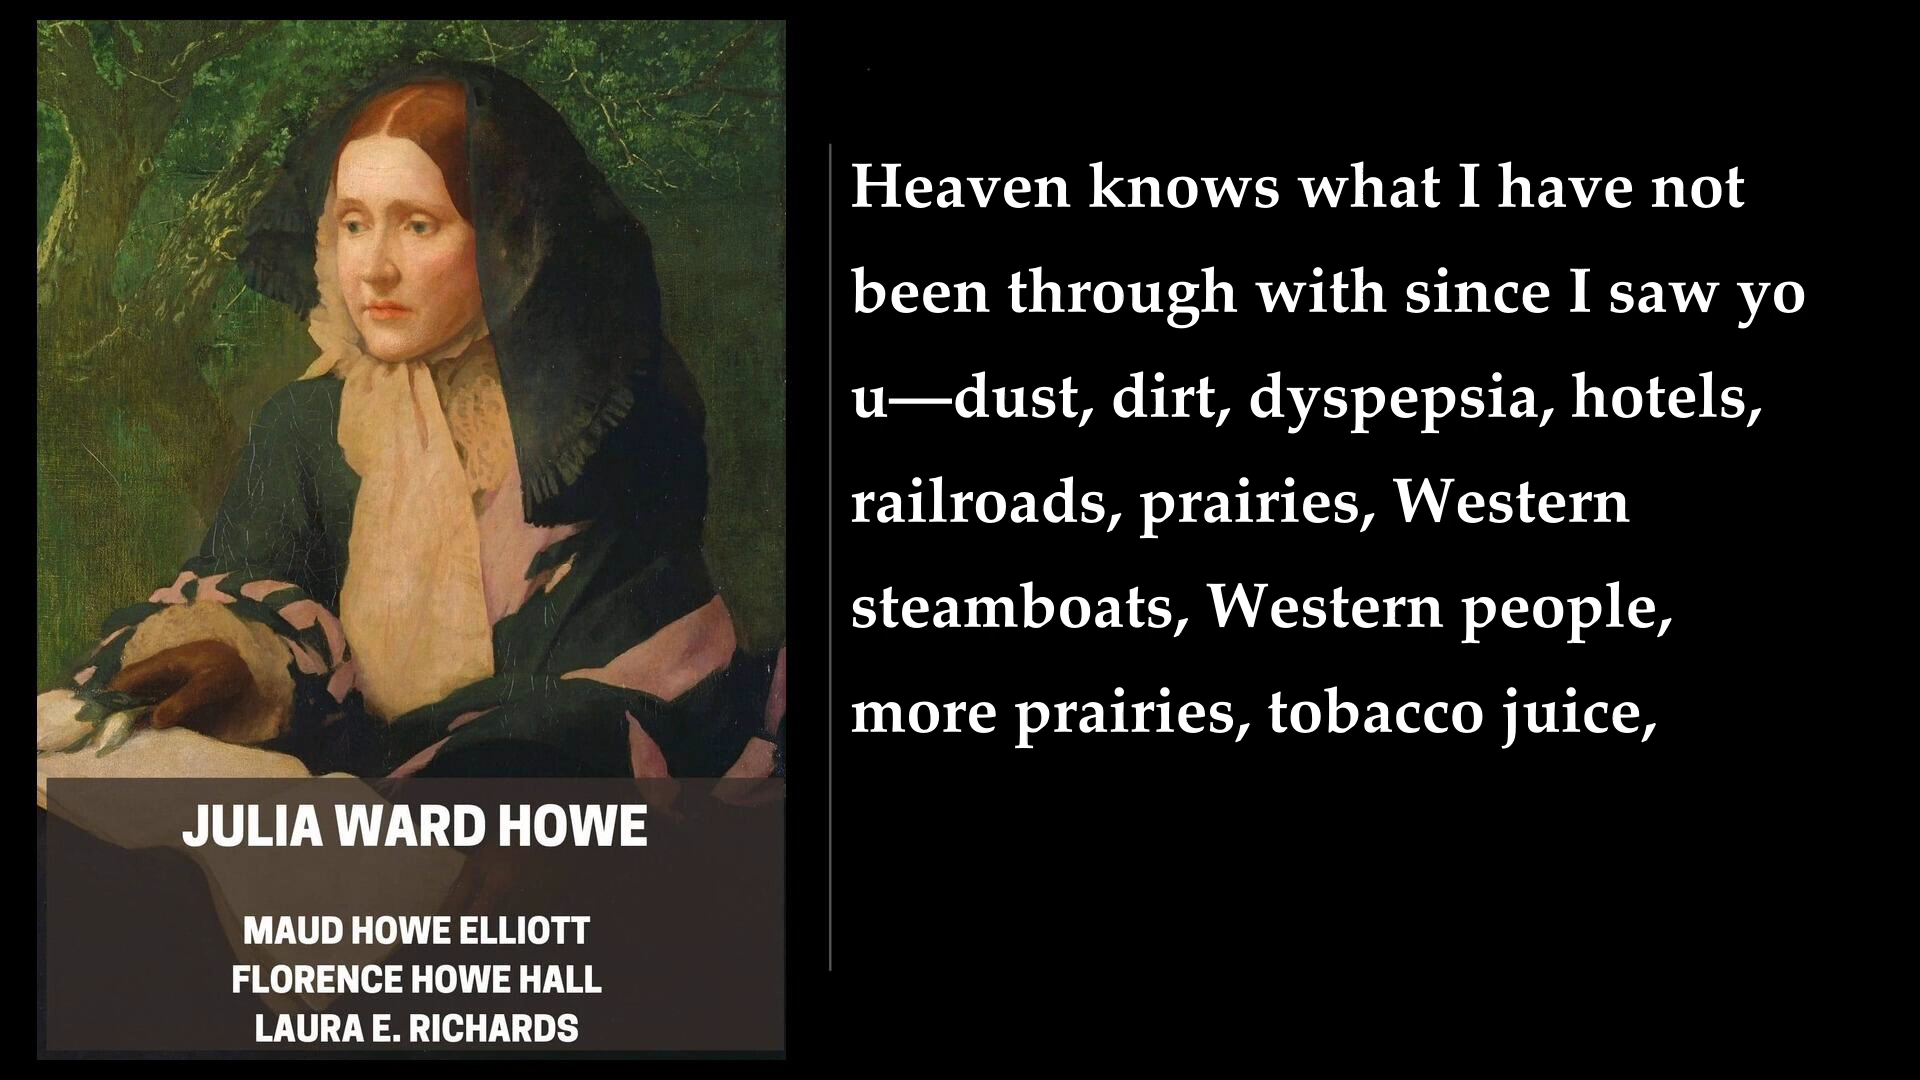 Heaven knows what I have not
been through with since I saw yo
u—dust, dirt, dyspepsia, hotels,
railroads, prairies, Western
steamboats, Western people,
more prairies, tobacco juice,
JULIA WARD HOWE
MAUD HOWE ELLIOTT
FLORENCE HOWE HALL
LAURA E. RICHARDS